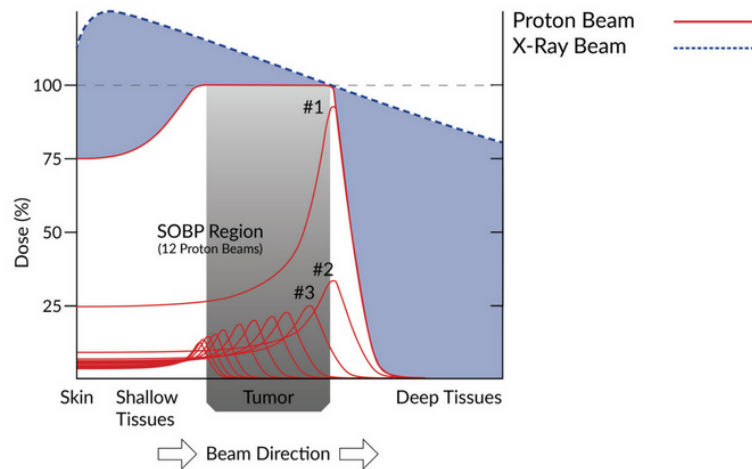 Proton Beam
X-Ray Beam
Dose (%)
100
75
50
25
#1
SOBP Region
(12 Proton Beams)
#2
#3
Skin
Shallow
Tissues
Tumor
Deep Tissues
Beam Direction